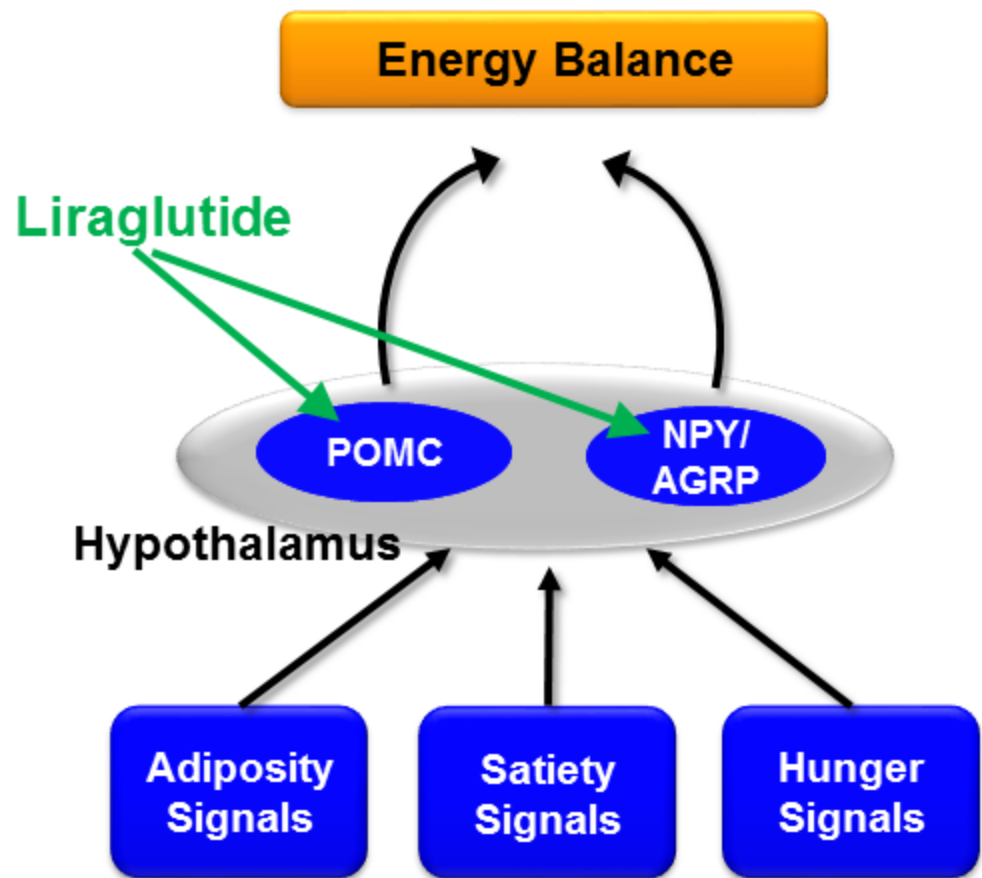 Energy Balance
Liraglutide
POMC
NPY/
AGRP
Hypothalamus
Adiposity
Signals
Satiety
Signals
Hunger
Signals